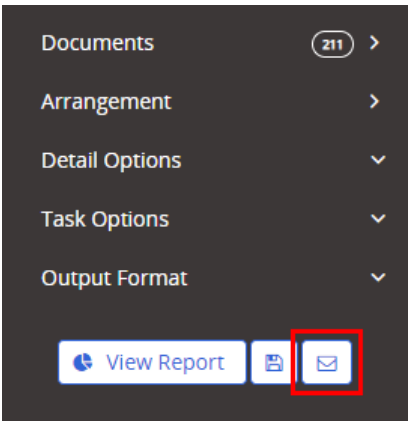 Documents 211
Arrangement
Detail Options
Task Options
Output Format
View Report